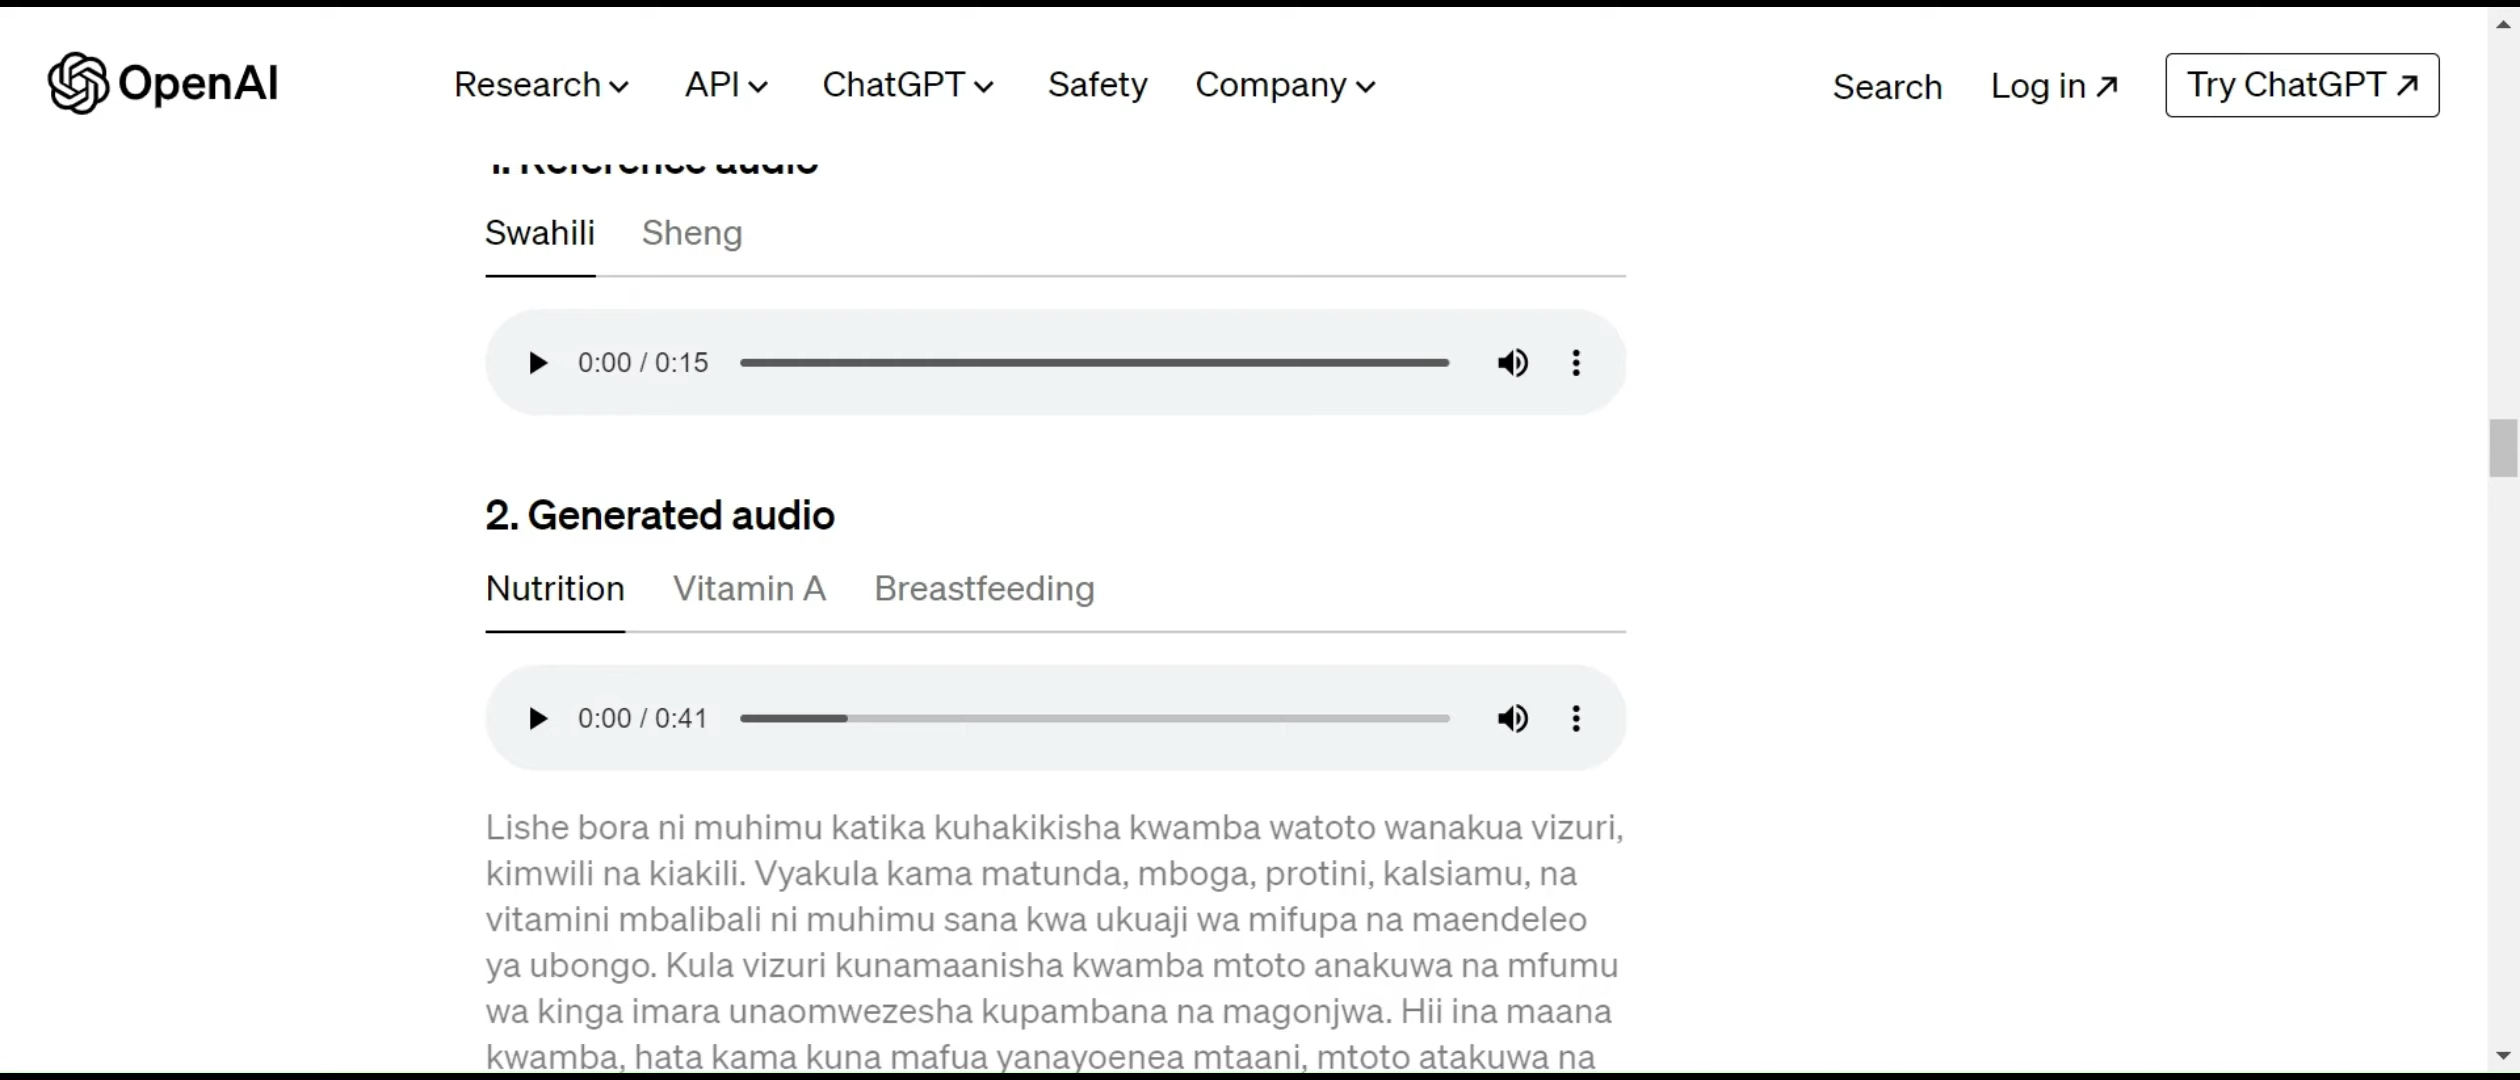 OpenAI
Research
API
ChatGPT
Safety
Company
Search
Log in
Try ChatGPT
1. Reference audio
Swahili
Sheng
0:00 / 0:15
2. Generated audio
Nutrition
Vitamin A
Breastfeeding
0:00 / 0:41
Lishe bora ni muhimu katika kuhakikisha kwamba watoto wanakua vizuri,
kimwili na kiakili. Vyakula kama matunda, mboga, protini, kalsiamu, na
vitamini mbalibali ni muhimu sana kwa ukuaji wa mifupa na maendeleo
ya ubongo. Kula vizuri kunamaanisha kwamba mtoto anakuwa na mfumu
wa kinga imara unaomwezesha kupambana na magonjwa. Hii ina maana
kwamba, hata kama kuna mafua yanayoenea mtaani, mtoto atakuwa na